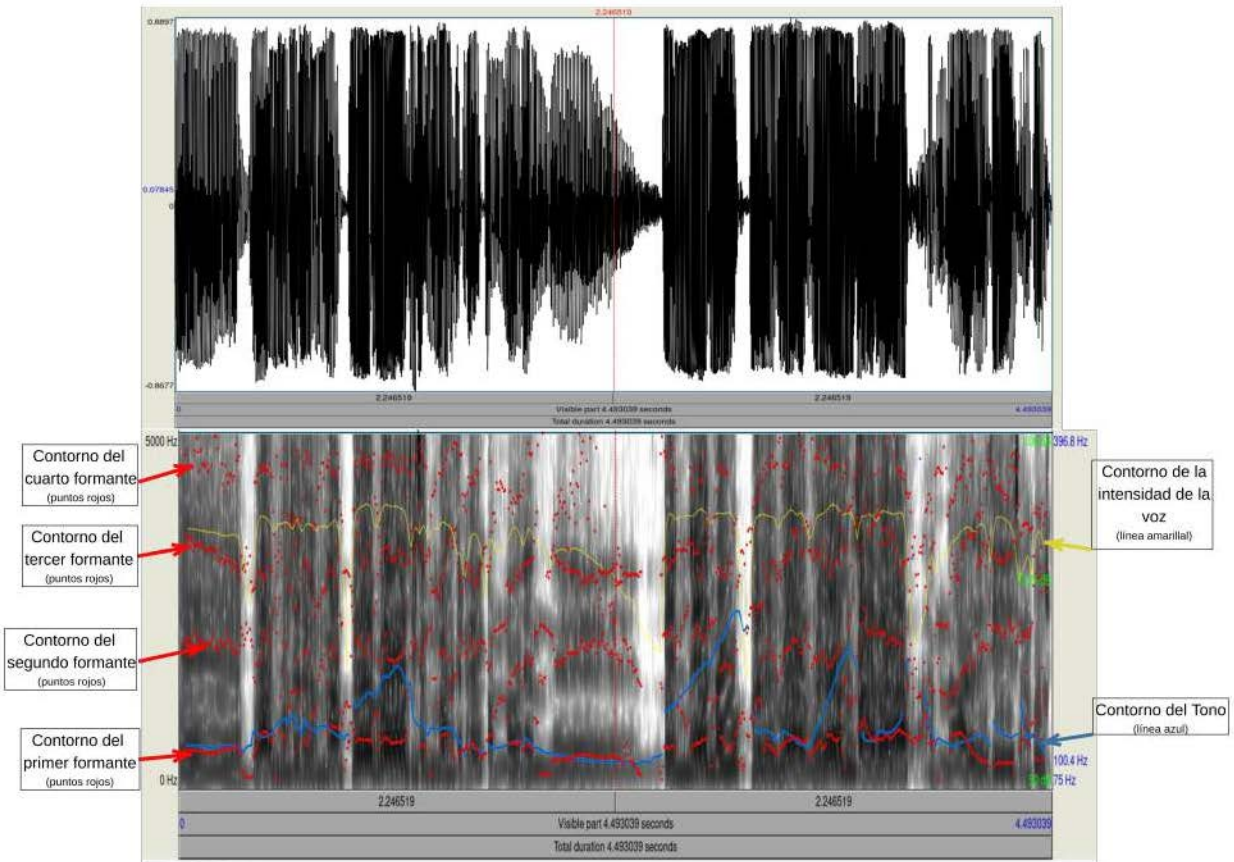 2.246519
0.8897
0.07845
0
-0.8677
2.246519
2.246519
0
Visible part 4.493039 seconds
4.493039
Total duration 4.493039 seconds
5000 Hz
396.8 Hz
Contorno del
cuarto formante
(puntos rojos)
Contorno de la
intensidad de la
voz
(línea amarillal)
Contorno del
tercer formante
(puntos rojos)
Contorno del
segundo formante
(puntos rojos)
Contorno del Tono
(línea azul)
Contorno del
primer formante
(puntos rojos)
100.4 Hz
0 Hz
75 Hz
2.246519
2.246519
0
Visible part 4.493039 seconds
4.493039
Total duration 4.493039 seconds